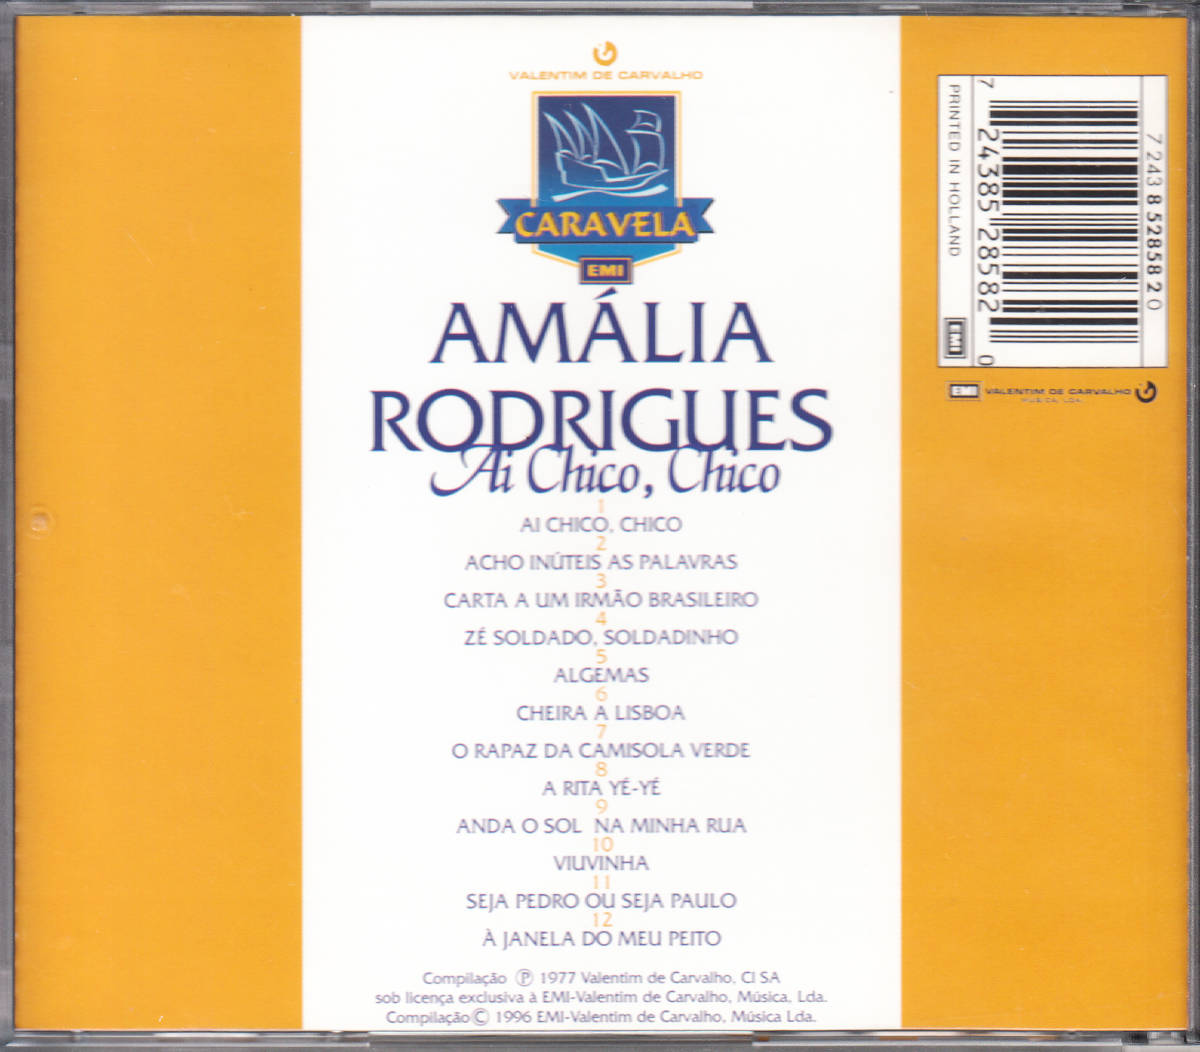 VALENTIM DE CARVALHO
CARAVELA
EMI
AMÁLIA
RODRIGUES
Ai Chico, Chico
1
AI CHICO, CHICO
2
ACHO INÚTEIS AS PALAVRAS
3
CARTA A UM IRMÃO BRASILEIRO
4
ZÉ SOLDADO, SOLDADINHO
5
ALGEMAS
6
CHEIRA A LISBOA
7
O RAPAZ DA CAMISOLA VERDE
8
A RITA YÉ-YÉ
9
ANDA O SOL NA MINHA RUA
10
VIUVINHA
11
SEJA PEDRO OU SEJA PAULO
12
À JANELA DO MEU PEITO
Compilação Ⓟ 1977 Valentim de Carvalho, CI SA
sob licença exclusiva à EMI-Valentim de Carvalho, Música, Lda.
Compilação © 1996 EMI-Valentim de Carvalho, Música Lda.
7 243 8 52858 2 0
7 24385 28582 0
PRINTED IN HOLLAND
EMI
EMI VALENTIM DE CARVALHO
MÚSICA, LDA.